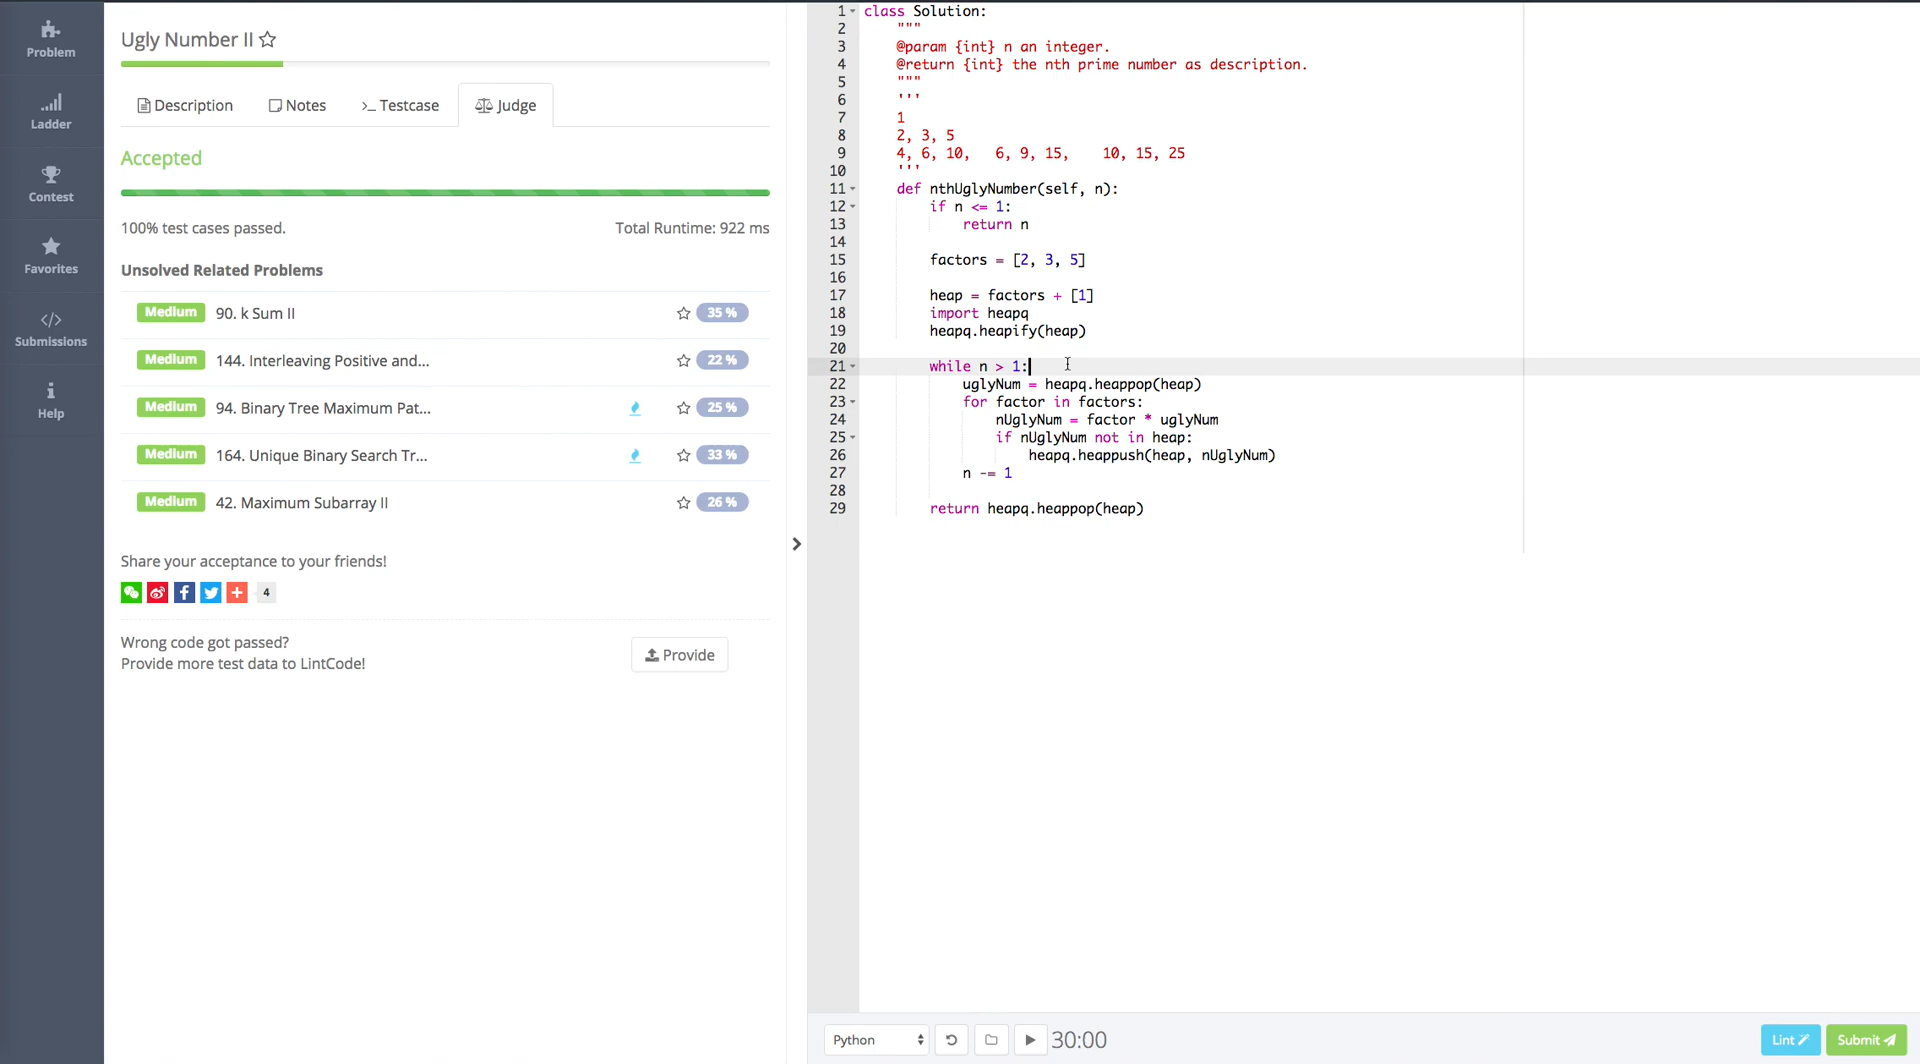 Problem
Ladder
Contest
Favorites
Submissions
Help
Ugly Number II
Description Notes Testcase Judge
Accepted
100% test cases passed. Total Runtime: 922 ms
Unsolved Related Problems
Medium 90. k Sum II 35 %
Medium 144. Interleaving Positive and... 22 %
Medium 94. Binary Tree Maximum Pat... 25 %
Medium 164. Unique Binary Search Tr... 33 %
Medium 42. Maximum Subarray II 26 %
Share your acceptance to your friends!
4
Wrong code got passed?
Provide more test data to LintCode!
Provide
1 class Solution:
2 """
3 @param {int} n an integer.
4 @return {int} the nth prime number as description.
5 """
6 '''
7 1
8 2, 3, 5
9 4, 6, 10, 6, 9, 15, 10, 15, 25
10 '''
11 def nthUglyNumber(self, n):
12 if n <= 1:
13 return n
14
15 factors = [2, 3, 5]
16
17 heap = factors + [1]
18 import heapq
19 heapq.heapify(heap)
20
21 while n > 1:
22 uglyNum = heapq.heappop(heap)
23 for factor in factors:
24 nUglyNum = factor * uglyNum
25 if nUglyNum not in heap:
26 heapq.heappush(heap, nUglyNum)
27 n -= 1
28
29 return heapq.heappop(heap)
Python 30:00 Lint Submit